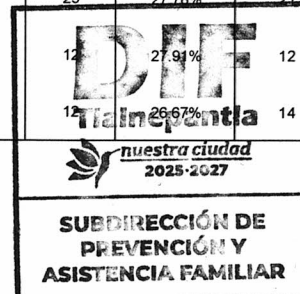 12 27.91% 12
DIF
12 26.67% 14
Tlalnepantla
nuestra ciudad
2025-2027
SUBDIRECCIÓN DE
PREVENCIÓN Y
ASISTENCIA FAMILIAR